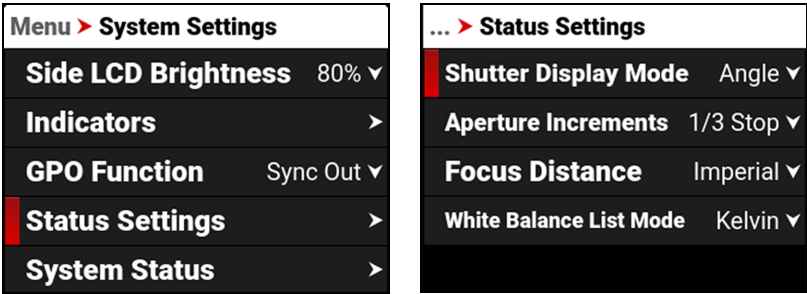 Menu > System Settings
Side LCD Brightness 80%
Indicators
GPO Function Sync Out
Status Settings
System Status
... > Status Settings
Shutter Display Mode Angle
Aperture Increments 1/3 Stop
Focus Distance Imperial
White Balance List Mode Kelvin